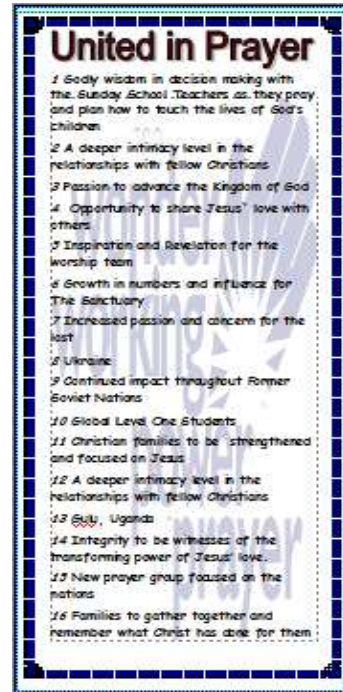 United in Prayer
1 Godly wisdom in decision making with
the Sunday School Teachers as they pray
and plan how to touch the lives of God's
children
2 A deeper intimacy level in the
relationships with fellow Christians
3 Passion to advance the Kingdom of God
4 Opportunity to share Jesus' love with
others
5 Inspiration and Revelation for the
worship team
6 Growth in numbers and influence for
The Sanctuary
7 Increased passion and concern for the
lost
8 Ukraine
9 Continued impact throughout Former
Soviet Nations
10 Global Level One Students
11 Christian families to be strengthened
and focused on Jesus
12 A deeper intimacy level in the
relationships with fellow Christians
13 Gulu, Uganda
14 Integrity to be witnesses of the
transforming power of Jesus' love.
15 New prayer group focused on the
nations
16 Families to gather together and
remember what Christ has done for them
the
wonder
working
power
prayer